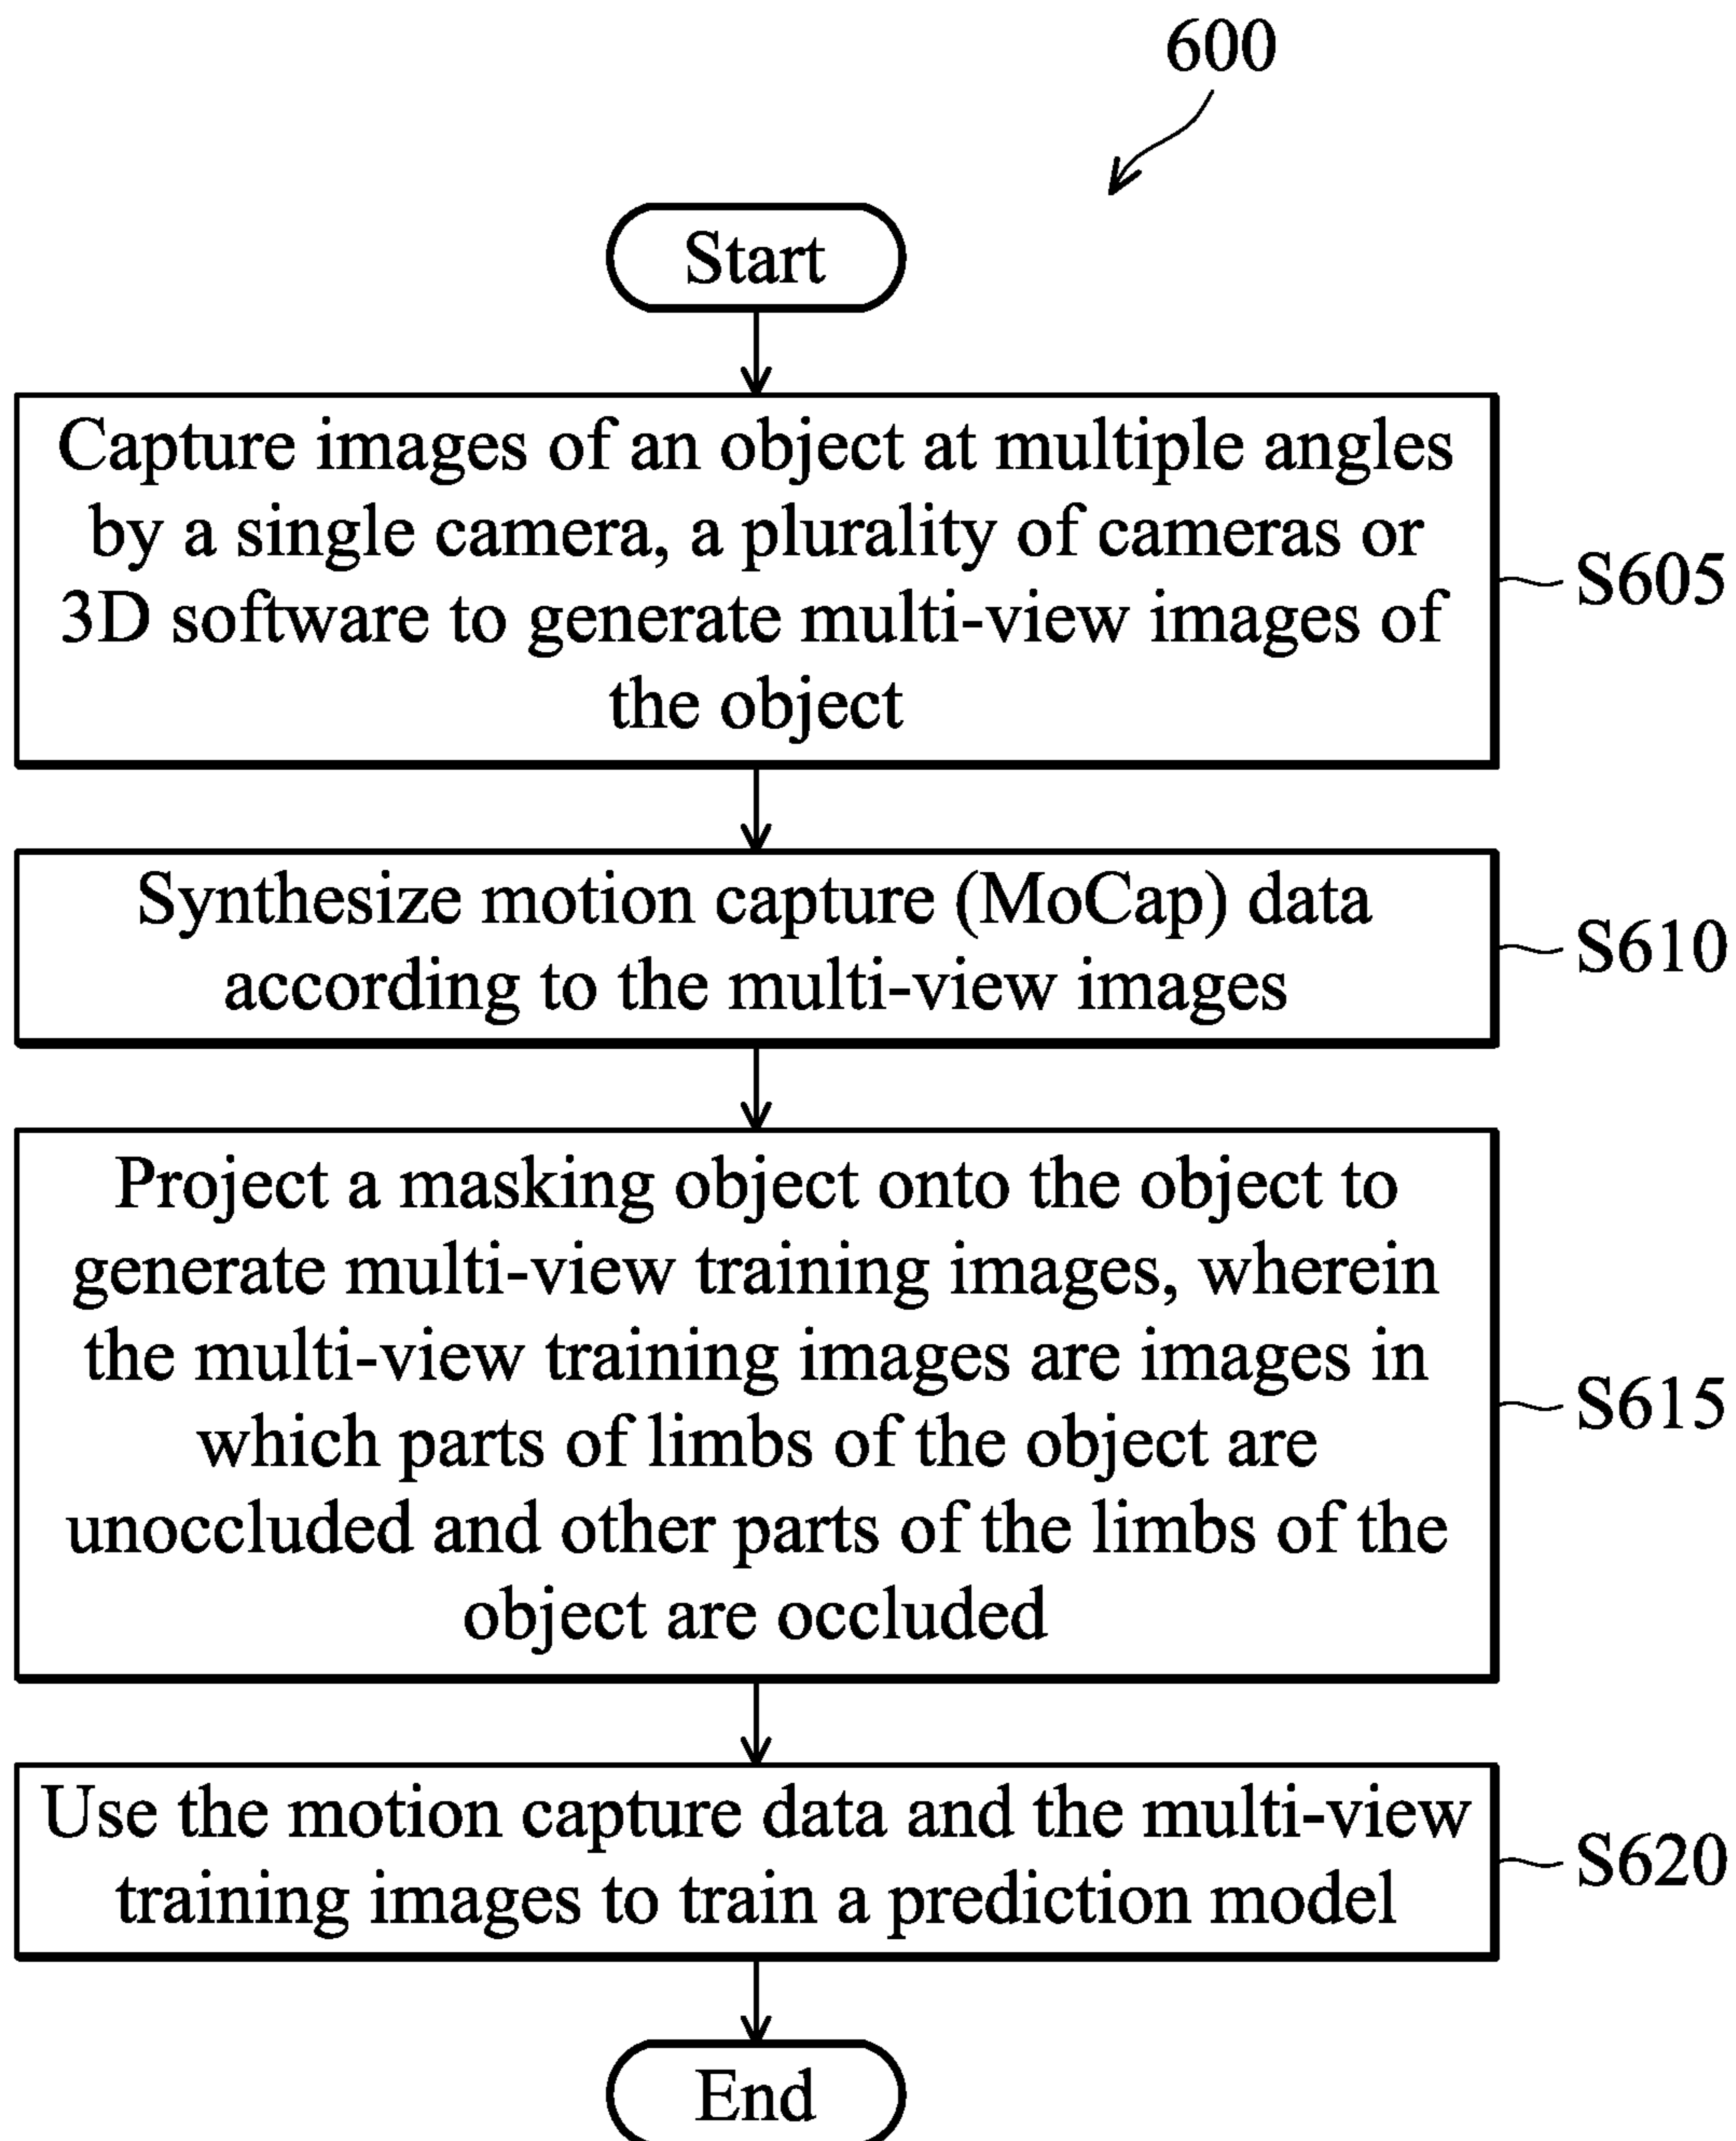 600
Start
Capture images of an object at multiple angles
by a single camera, a plurality of cameras or
3D software to generate multi-view images of
the object
S605
Synthesize motion capture (MoCap) data
according to the multi-view images
S610
Project a masking object onto the object to
generate multi-view training images, wherein
the multi-view training images are images in
which parts of limbs of the object are
unoccluded and other parts of the limbs of the
object are occluded
S615
Use the motion capture data and the multi-view
training images to train a prediction model
S620
End